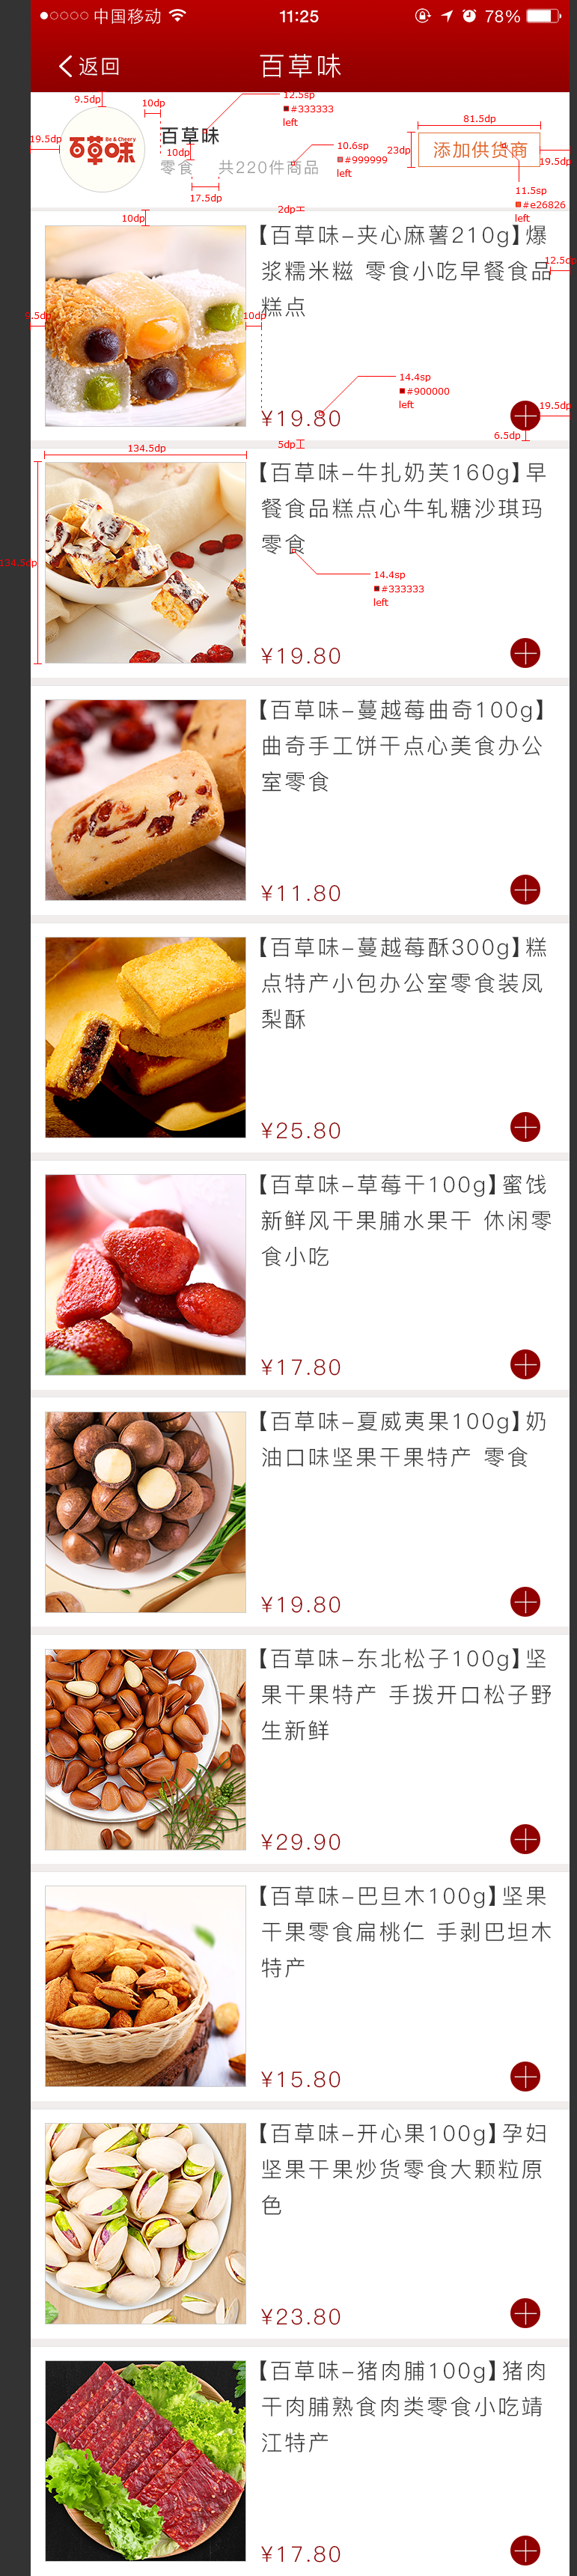 中国移动 11:25 78%
返回 百草味
9.5dp
10dp
12.5sp
#333333
left
19.5dp
Be & Cheery
百草味
百草味
10dp
零食 共220件商品
17.5dp
10.6sp
#999999
left
81.5dp
23dp
添加供货商
19.5dp
11.5sp
#e26826
left
2dp
10dp
【百草味–夹心麻薯210g】爆
浆糯米糍 零食小吃早餐食品
糕点
12.5dp
9.5dp
10dp
14.4sp
#900000
left
¥19.80
19.5dp
6.5dp
5dp
134.5dp
【百草味–牛扎奶芙160g】早
餐食品糕点心牛轧糖沙琪玛
零食
134.5dp
14.4sp
#333333
left
¥19.80
【百草味–蔓越莓曲奇100g】
曲奇手工饼干点心美食办公
室零食
¥11.80
【百草味–蔓越莓酥300g】糕
点特产小包办公室零食装凤
梨酥
¥25.80
【百草味–草莓干100g】蜜饯
新鲜风干果脯水果干 休闲零
食小吃
¥17.80
【百草味–夏威夷果100g】奶
油口味坚果干果特产 零食
¥19.80
【百草味–东北松子100g】坚
果干果特产 手拨开口松子野
生新鲜
¥29.90
【百草味–巴旦木100g】坚果
干果零食扁桃仁 手剥巴坦木
特产
¥15.80
【百草味–开心果100g】孕妇
坚果干果炒货零食大颗粒原
色
¥23.80
【百草味–猪肉脯100g】猪肉
干肉脯熟食肉类零食小吃靖
江特产
¥17.80